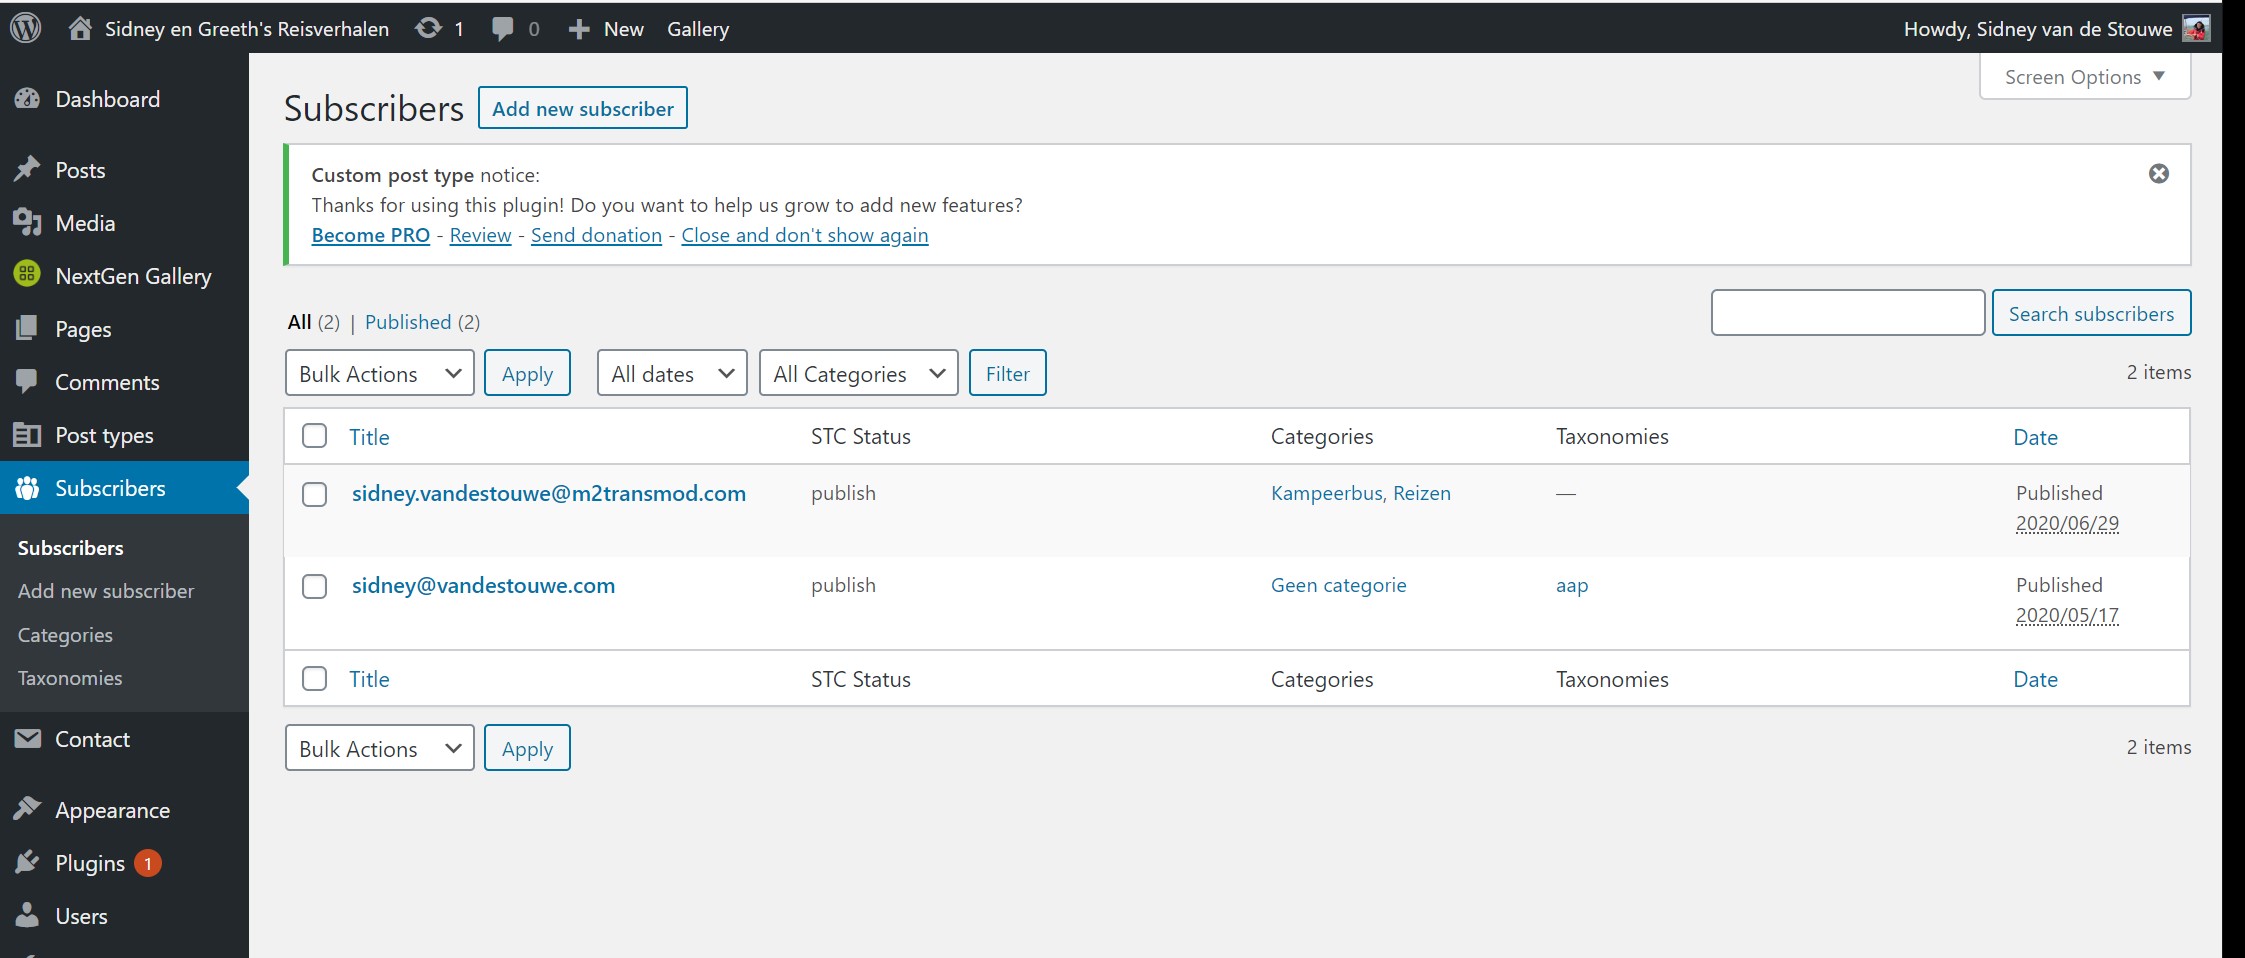 Sidney en Greeth's Reisverhalen 1 0 New Gallery Howdy, Sidney van de Stouwe
Dashboard
Posts
Media
NextGen Gallery
Pages
Comments
Post types
Subscribers
Subscribers
Add new subscriber
Categories
Taxonomies
Contact
Appearance
Plugins 1
Users
Screen Options
Subscribers Add new subscriber
Custom post type notice:
Thanks for using this plugin! Do you want to help us grow to add new features?
Become PRO - Review - Send donation - Close and don't show again
All (2) | Published (2)
Search subscribers
Bulk Actions Apply All dates All Categories Filter 2 items
Title STC Status Categories Taxonomies Date
sidney.vandestouwe@m2transmod.com publish Kampeerbus, Reizen — Published
2020/06/29
sidney@vandestouwe.com publish Geen categorie aap Published
2020/05/17
Title STC Status Categories Taxonomies Date
Bulk Actions Apply 2 items